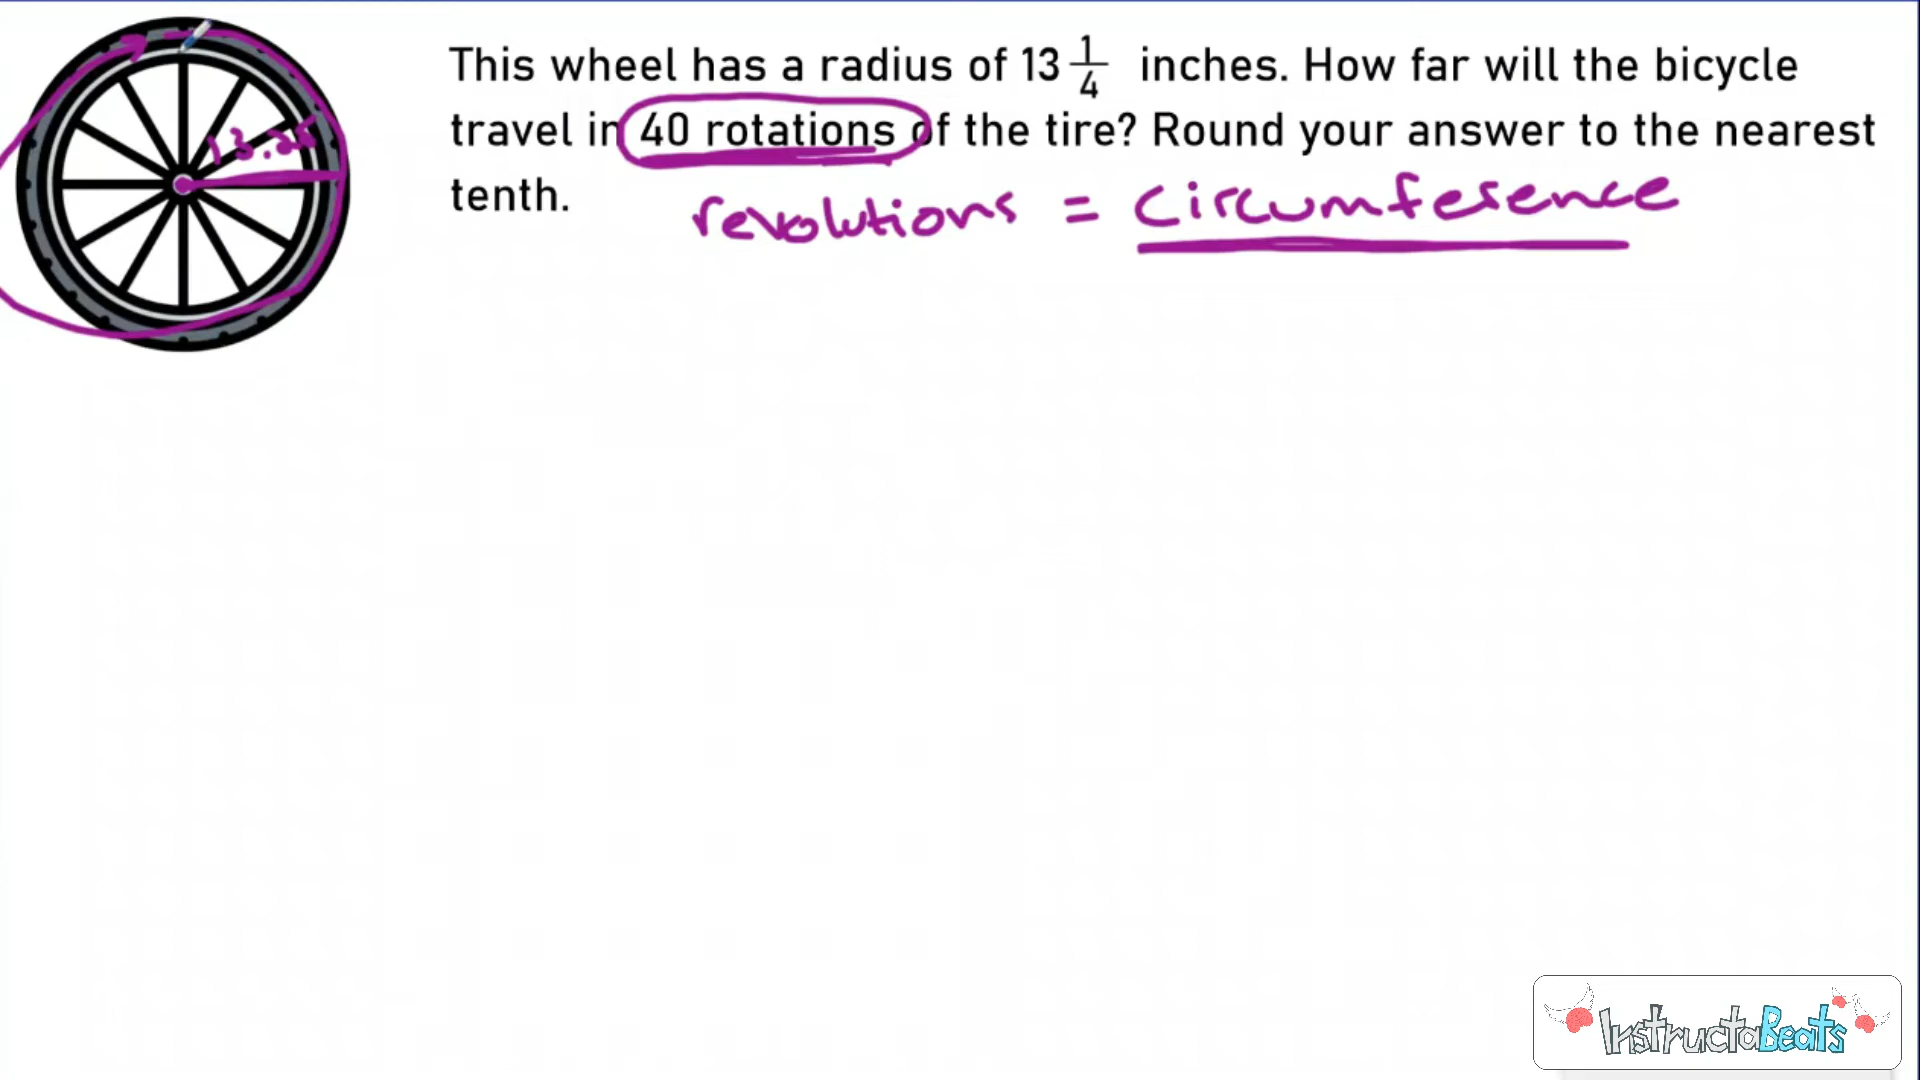 This wheel has a radius of 13 1/4 inches. How far will the bicycle
travel in 40 rotations of the tire? Round your answer to the nearest
tenth.
revolutions = circumference
13.25
InstructaBeats